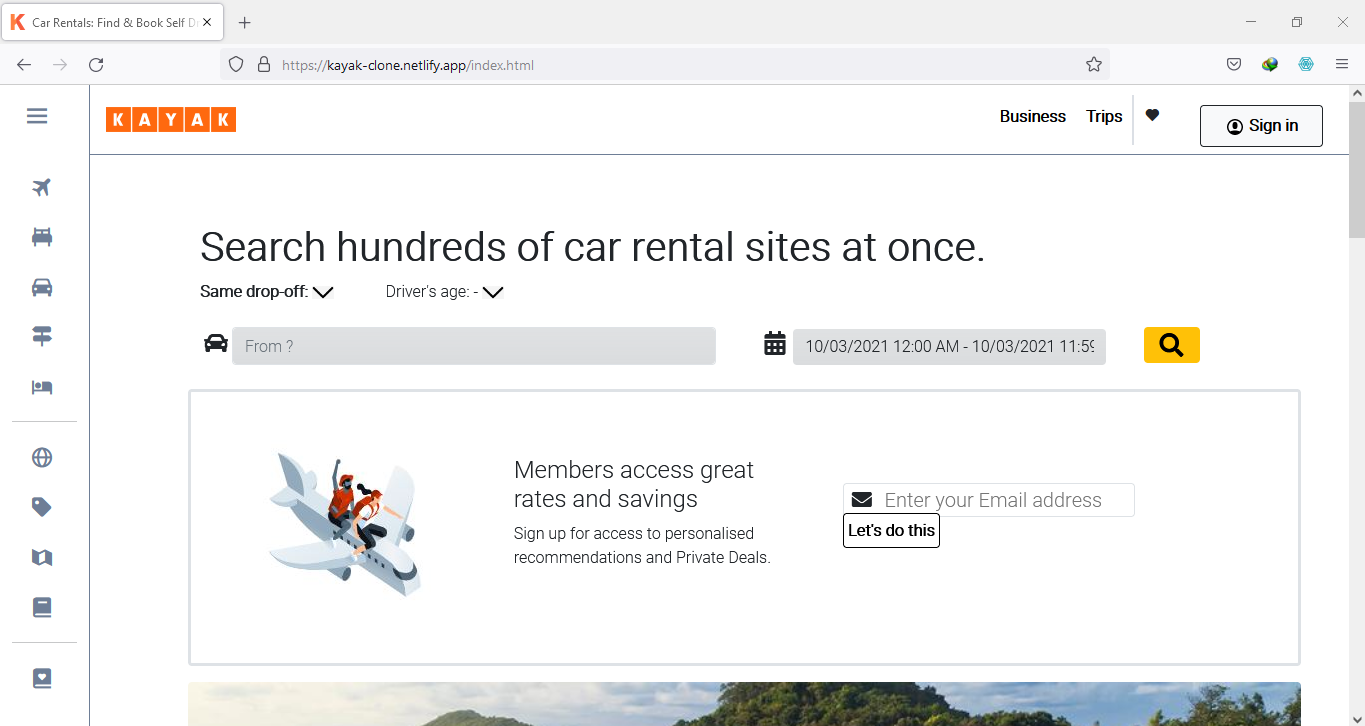 Car Rentals: Find & Book Self Dr
https://kayak-clone.netlify.app/index.html
KAYAK
Business
Trips
Sign in
Search hundreds of car rental sites at once.
Same drop-off:
Driver's age: -
From ?
10/03/2021 12:00 AM - 10/03/2021 11:59
Members access great
rates and savings
Sign up for access to personalised
recommendations and Private Deals.
Enter your Email address
Let's do this